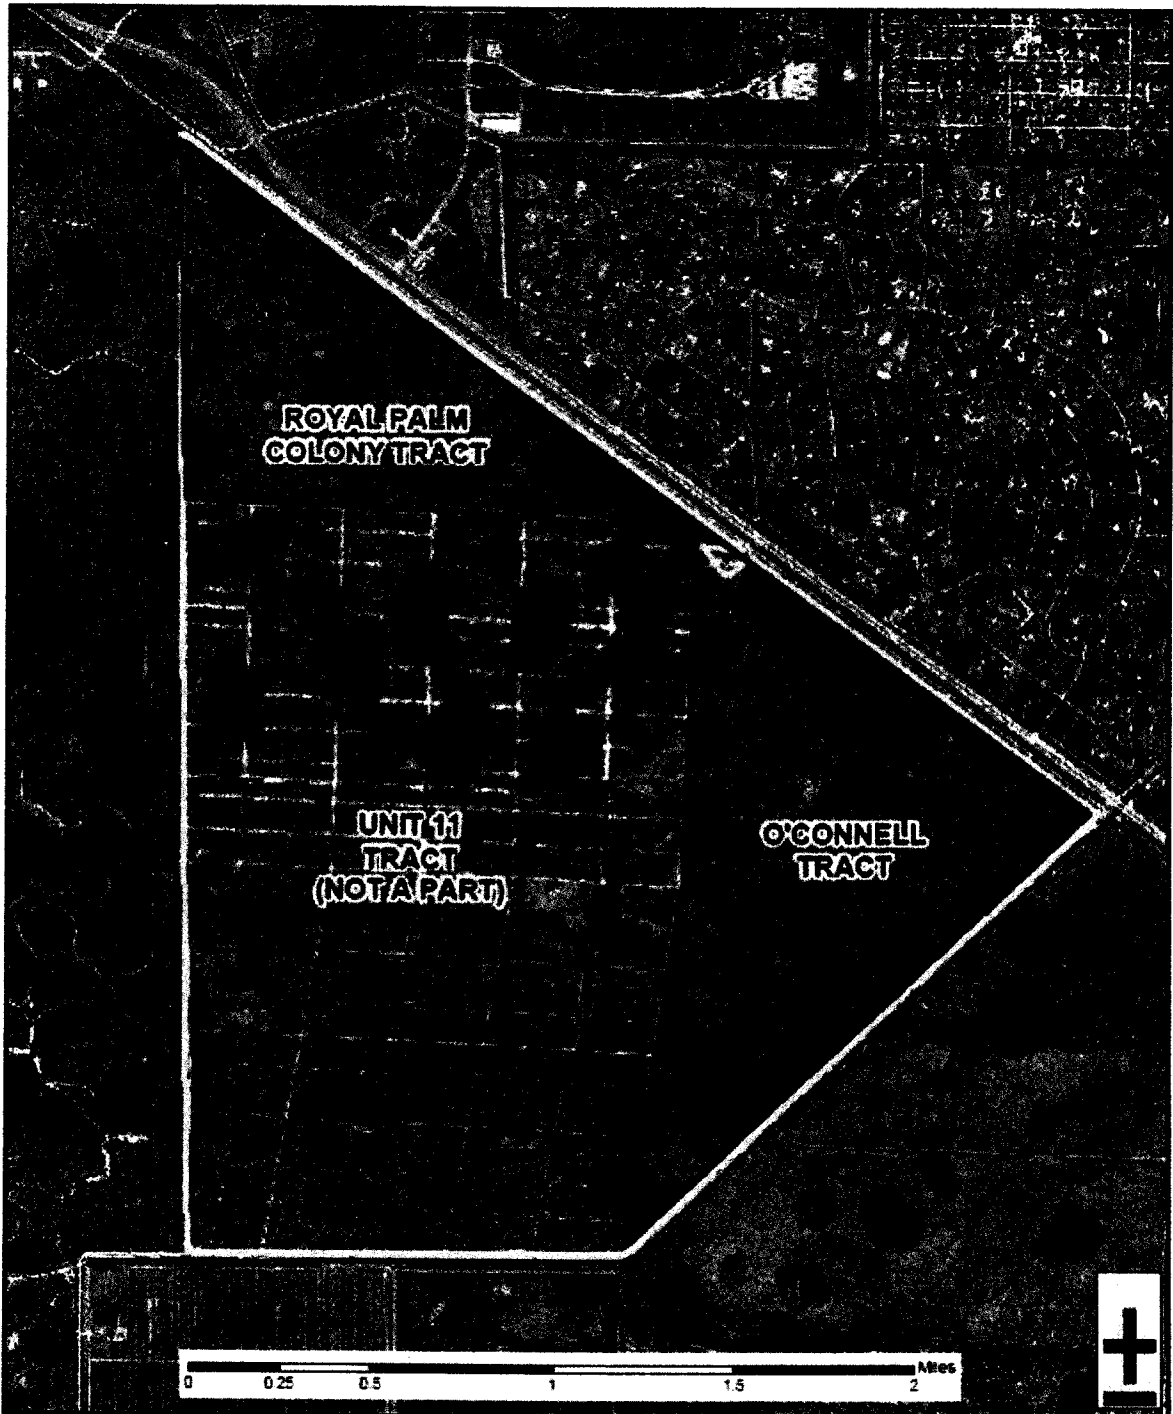 ROYAL PALM
COLONY TRACT
UNIT 11
TRACT
(NOT A PART)
O'CONNELL
TRACT
Miles
0 0.25 0.5 1 1.5 2